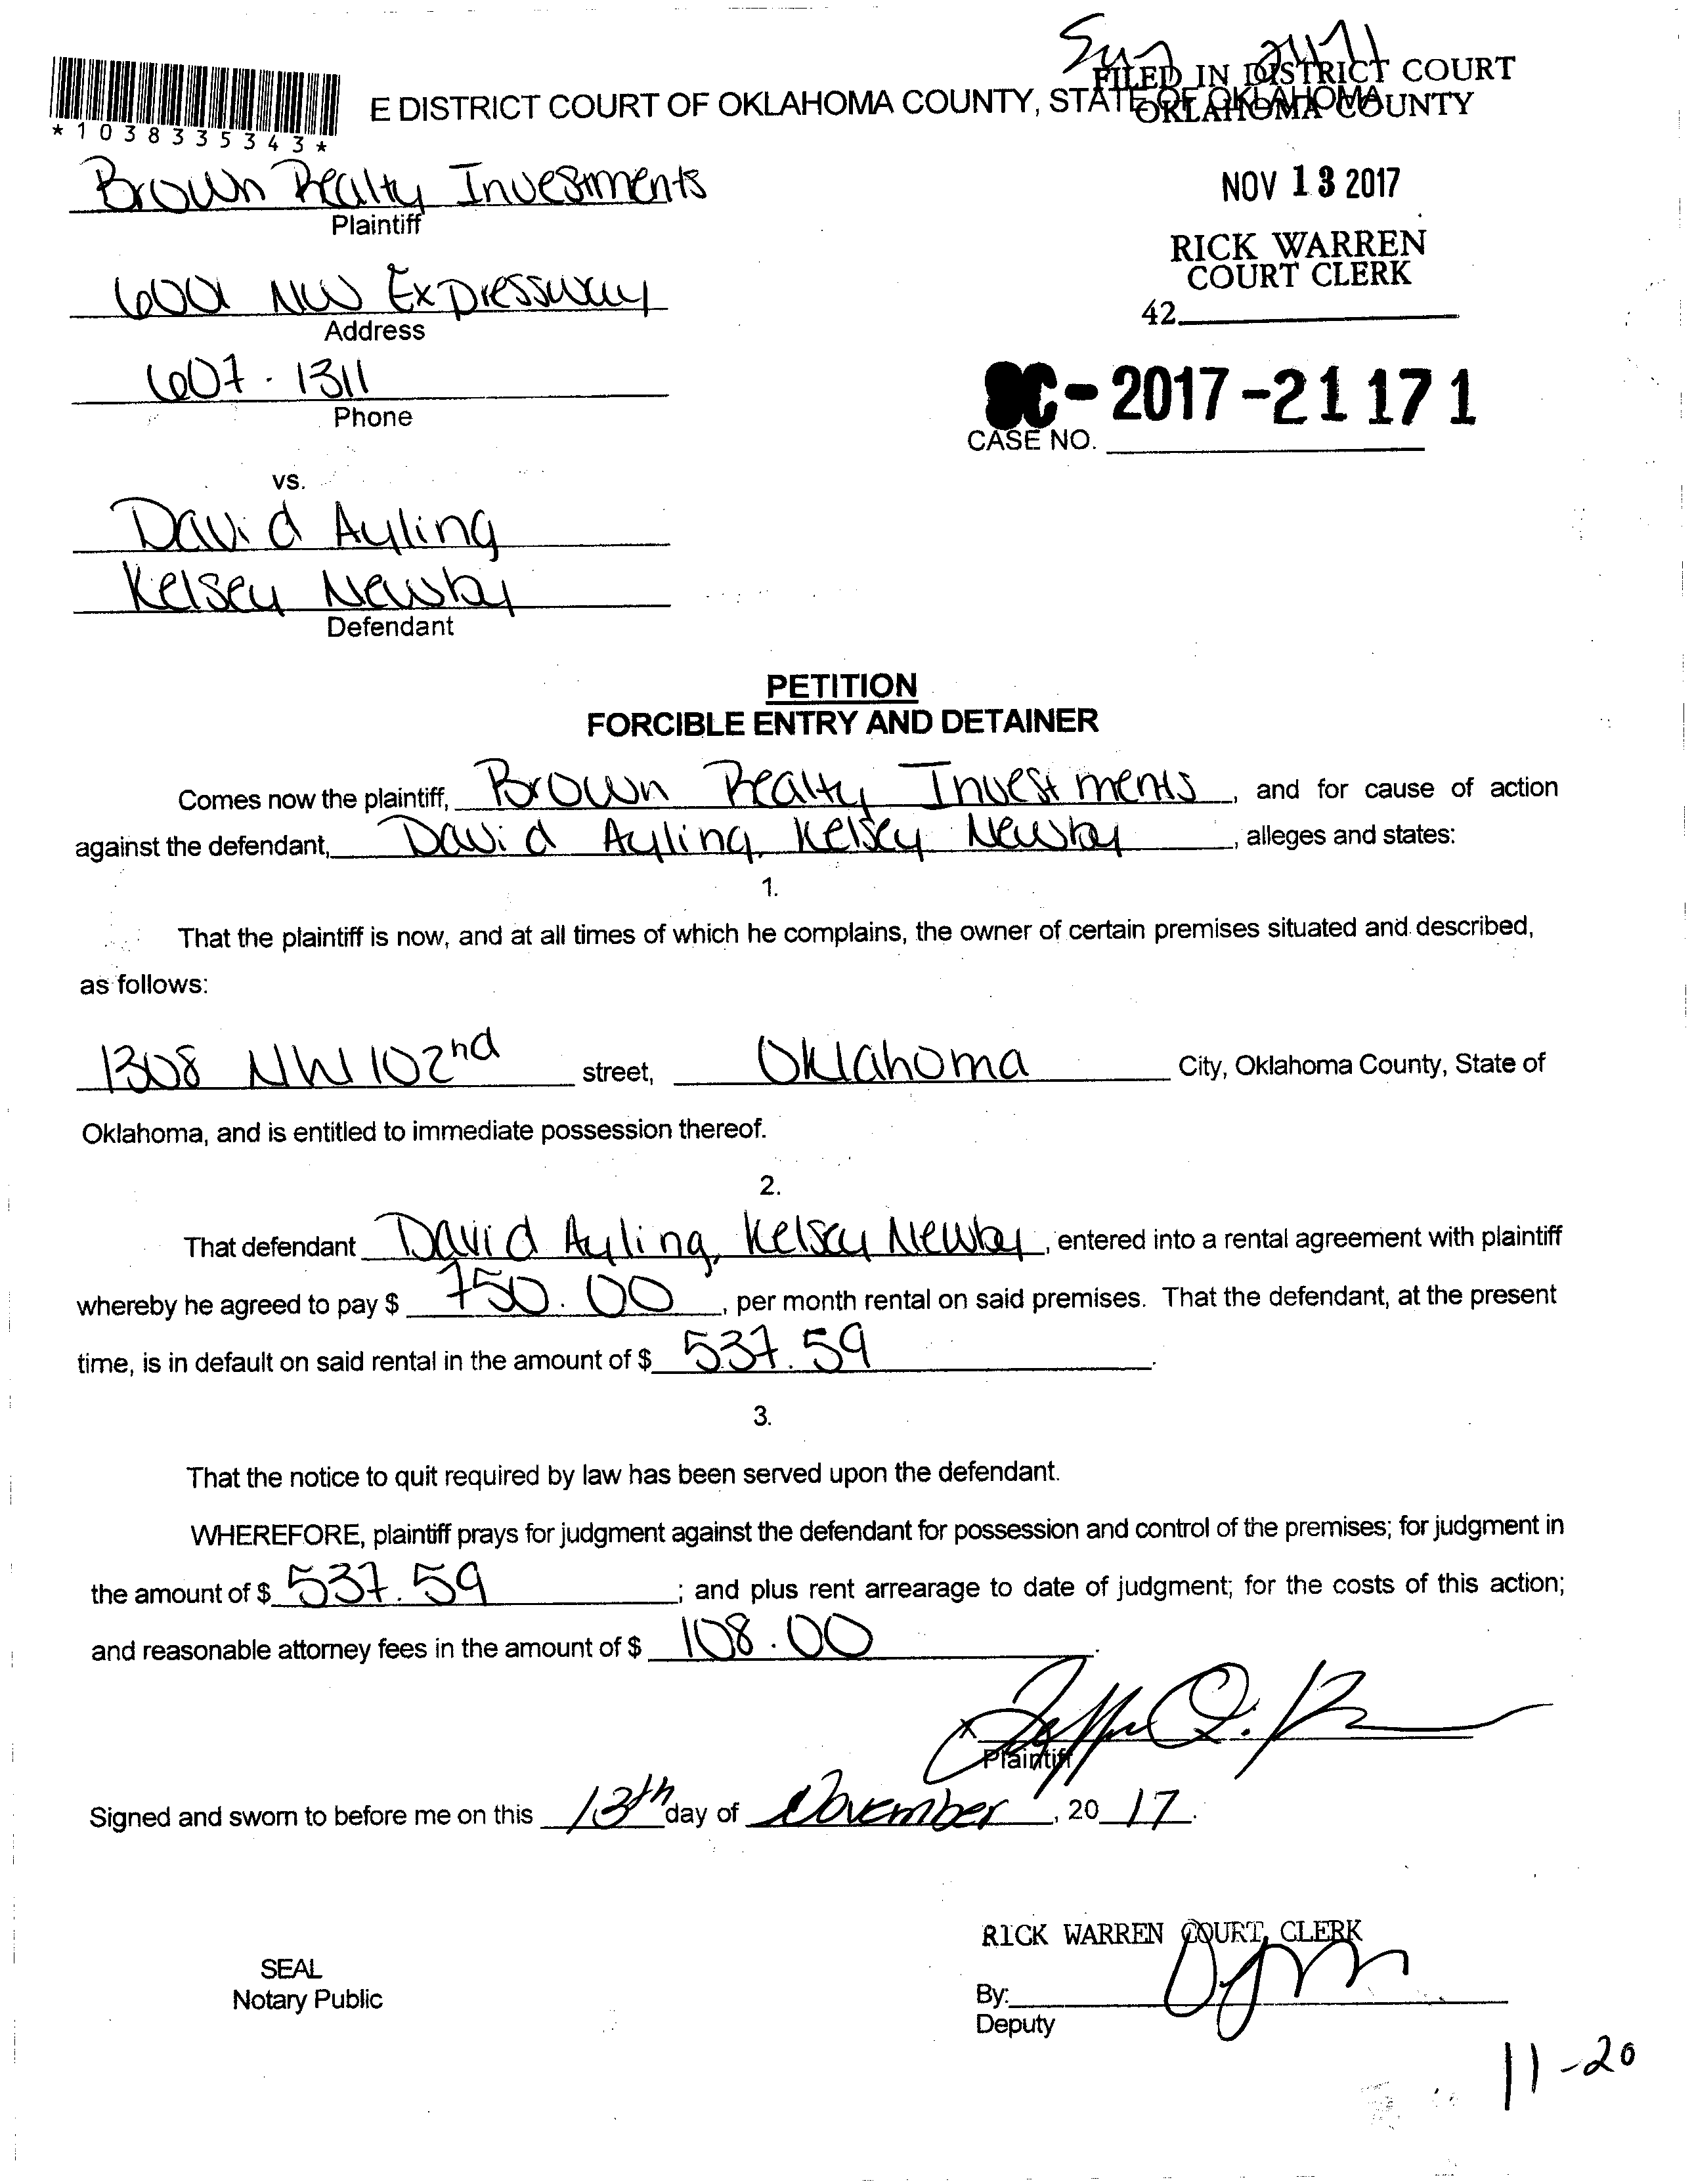 FILED IN DISTRICT COURT
E DISTRICT COURT OF OKLAHOMA COUNTY, STATE OF OKLAHOMA
OKLAHOMA COUNTY
*1038335343*
Brown Realty Investments
Plaintiff
NOV 13 2017
RICK WARREN
COURT CLERK
42
6001 NW Expressway
Address
607-1311
Phone
SC-2017-21171
CASE NO.
vs.
David Ayling
Kelsey Newby
Defendant
PETITION
FORCIBLE ENTRY AND DETAINER
Comes now the plaintiff, Brown Realty Investments, and for cause of action
against the defendant, David Ayling, Kelsey Newby, alleges and states:
1.
That the plaintiff is now, and at all times of which he complains, the owner of certain premises situated and described,
as follows:
1308 NW 102nd street, Oklahoma City, Oklahoma County, State of
Oklahoma, and is entitled to immediate possession thereof.
2.
That defendant David Ayling, Kelsey Newby, entered into a rental agreement with plaintiff
whereby he agreed to pay $ 750.00, per month rental on said premises. That the defendant, at the present
time, is in default on said rental in the amount of $ 537.59.
3.
That the notice to quit required by law has been served upon the defendant.
WHEREFORE, plaintiff prays for judgment against the defendant for possession and control of the premises; for judgment in
the amount of $ 537.59; and plus rent arrearage to date of judgment; for the costs of this action;
and reasonable attorney fees in the amount of $ 108.00.
X
Plaintiff
Signed and sworn to before me on this 13th day of November, 20 17.
RICK WARREN COURT CLERK
SEAL
Notary Public
By:
Deputy
11-20